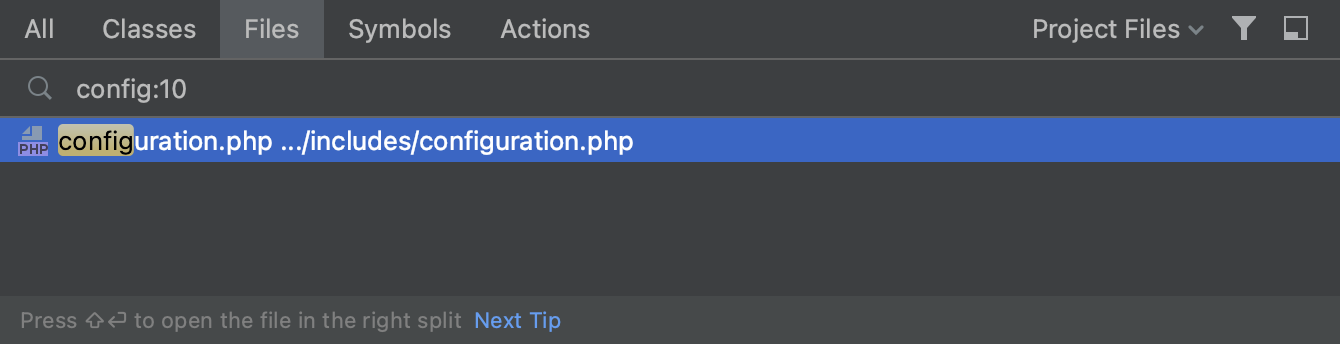 All Classes Files Symbols Actions Project Files
config:10
PHP configuration.php .../includes/configuration.php
Press ⇧⏎ to open the file in the right split Next Tip